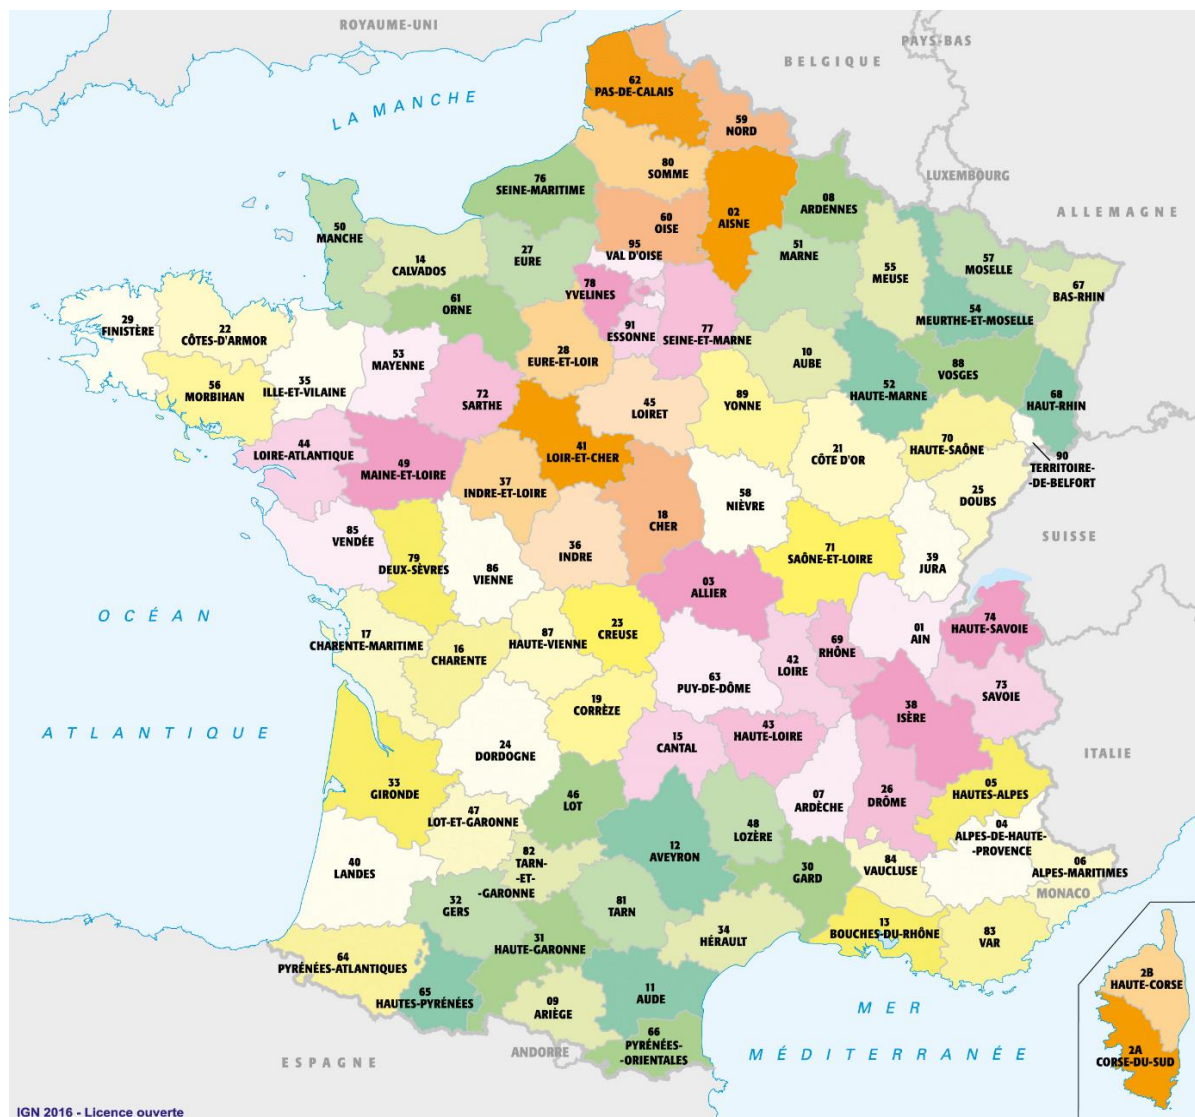 ROYAUME-UNI
PAYS-BAS
BELGIQUE
LA MANCHE
62
PAS-DE-CALAIS
59
NORD
80
SOMME
76
SEINE-MARITIME
02
AISNE
08
ARDENNES
LUXEMBOURG
ALLEMAGNE
60
OISE
50
MANCHE
27
EURE
95
VAL D'OISE
51
MARNE
14
CALVADOS
55
MEUSE
57
MOSELLE
67
BAS-RHIN
78
YVELINES
61
ORNE
54
MEURTHE-ET-MOSELLE
29
FINISTÈRE
22
CÔTES-D'ARMOR
91
ESSONNE
77
SEINE-ET-MARNE
53
MAYENNE
28
EURE-ET-LOIR
10
AUBE
88
VOSGES
56
MORBIHAN
35
ILLE-ET-VILAINE
72
SARTHE
45
LOIRET
89
YONNE
52
HAUTE-MARNE
68
HAUT-RHIN
44
LOIRE-ATLANTIQUE
49
MAINE-ET-LOIRE
41
LOIR-ET-CHER
21
CÔTE D'OR
70
HAUTE-SAÔNE
90
TERRITOIRE-
-DE-BELFORT
37
INDRE-ET-LOIRE
58
NIÈVRE
25
DOUBS
85
VENDÉE
18
CHER
SUISSE
79
DEUX-SÈVRES
86
VIENNE
36
INDRE
71
SAÔNE-ET-LOIRE
39
JURA
03
ALLIER
OCÉAN
17
CHARENTE-MARITIME
16
CHARENTE
87
HAUTE-VIENNE
23
CREUSE
69
RHÔNE
01
AIN
74
HAUTE-SAVOIE
63
PUY-DE-DÔME
42
LOIRE
73
SAVOIE
19
CORRÈZE
38
ISÈRE
ATLANTIQUE
24
DORDOGNE
15
CANTAL
43
HAUTE-LOIRE
ITALIE
33
GIRONDE
46
LOT
07
ARDÈCHE
26
DRÔME
05
HAUTES-ALPES
47
LOT-ET-GARONNE
48
LOZÈRE
04
ALPES-DE-HAUTE-
-PROVENCE
40
LANDES
82
TARN-
-ET-
-GARONNE
12
AVEYRON
30
GARD
84
VAUCLUSE
06
ALPES-MARITIMES
MONACO
32
GERS
81
TARN
34
HÉRAULT
13
BOUCHES-DU-RHÔNE
83
VAR
31
HAUTE-GARONNE
64
PYRÉNÉES-ATLANTIQUES
65
HAUTES-PYRÉNÉES
09
ARIÈGE
11
AUDE
2B
HAUTE-CORSE
MER
66
PYRÉNÉES-
-ORIENTALES
ESPAGNE
ANDORRE
MÉDITERRANÉE
2A
CORSE-DU-SUD
IGN 2016 - Licence ouverte